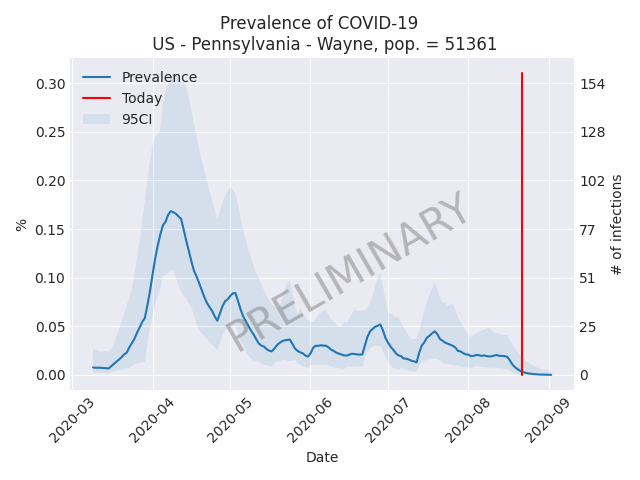 Prevalence of COVID-19
US - Pennsylvania - Wayne, pop. = 51361
Prevalence
Today
95CI
0.30
0.25
0.20
0.15
0.10
0.05
0.00
%
154
128
102
77
51
25
0
# of infections
PRELIMINARY
2020-03
2020-04
2020-05
2020-06
2020-07
2020-08
2020-09
Date